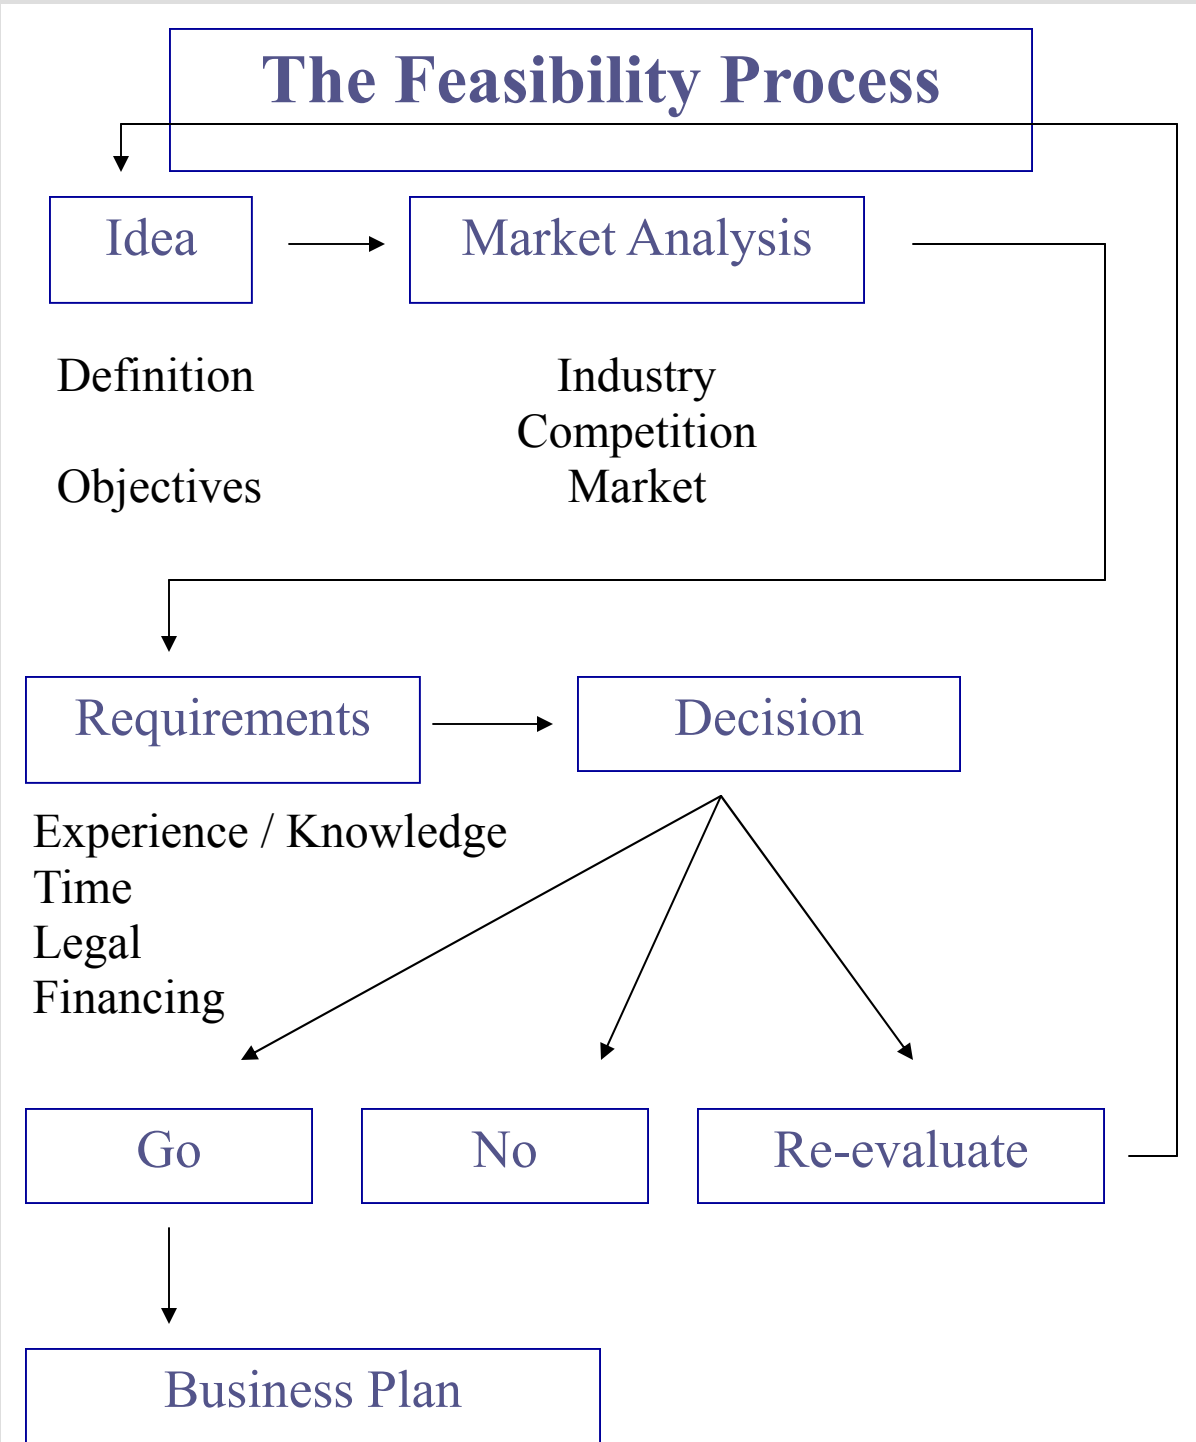 The Feasibility Process
Idea
Market Analysis
Definition
Objectives
Industry
Competition
Market
Requirements
Decision
Experience / Knowledge
Time
Legal
Financing
Go
No
Re-evaluate
Business Plan